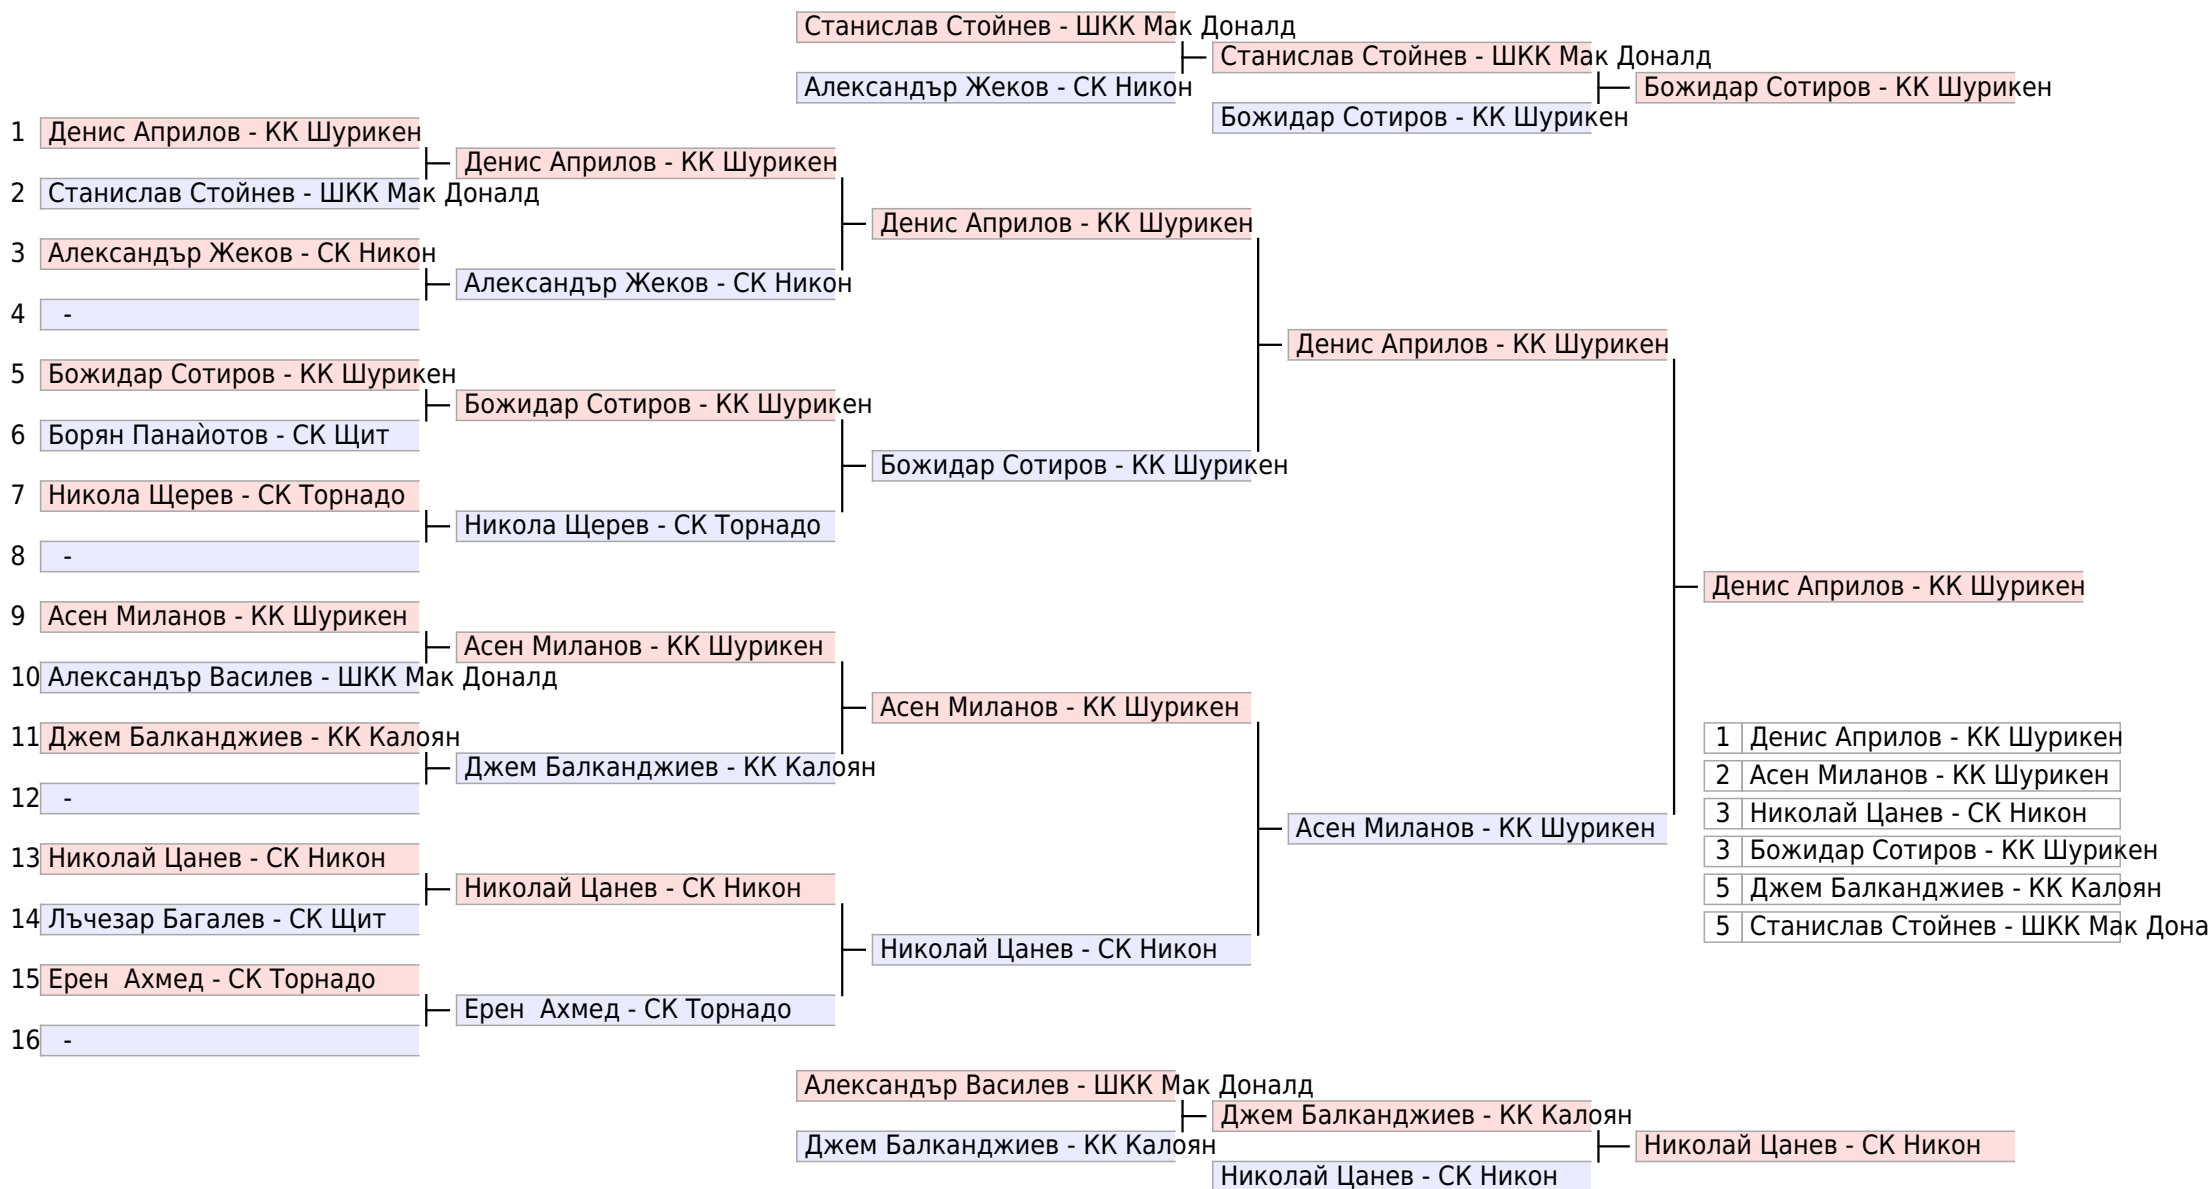 Станислав Стойнев - ШКК Мак Доналд
Станислав Стойнев - ШКК Мак Доналд
Александър Жеков - СК Никон
Божидар Сотиров - КК Шурикен
Божидар Сотиров - КК Шурикен
1 Денис Априлов - КК Шурикен
Денис Априлов - КК Шурикен
2 Станислав Стойнев - ШКК Мак Доналд
Денис Априлов - КК Шурикен
3 Александър Жеков - СК Никон
Александър Жеков - СК Никон
4 -
Денис Априлов - КК Шурикен
5 Божидар Сотиров - КК Шурикен
Божидар Сотиров - КК Шурикен
6 Борян Панаѝотов - СК Щит
Божидар Сотиров - КК Шурикен
7 Никола Щерев - СК Торнадо
Никола Щерев - СК Торнадо
8 -
Денис Априлов - КК Шурикен
9 Асен Миланов - КК Шурикен
Асен Миланов - КК Шурикен
10 Александър Василев - ШКК Мак Доналд
Асен Миланов - КК Шурикен
11 Джем Балканджиев - КК Калоян
Джем Балканджиев - КК Калоян
12 -
Асен Миланов - КК Шурикен
13 Николай Цанев - СК Никон
Николай Цанев - СК Никон
14 Лъчезар Багалев - СК Щит
Николай Цанев - СК Никон
15 Ерен  Ахмед - СК Торнадо
Ерен  Ахмед - СК Торнадо
16 -
1 Денис Априлов - КК Шурикен
2 Асен Миланов - КК Шурикен
3 Николай Цанев - СК Никон
3 Божидар Сотиров - КК Шурикен
5 Джем Балканджиев - КК Калоян
5 Станислав Стойнев - ШКК Мак Дона
Александър Василев - ШКК Мак Доналд
Джем Балканджиев - КК Калоян
Джем Балканджиев - КК Калоян
Николай Цанев - СК Никон
Николай Цанев - СК Никон